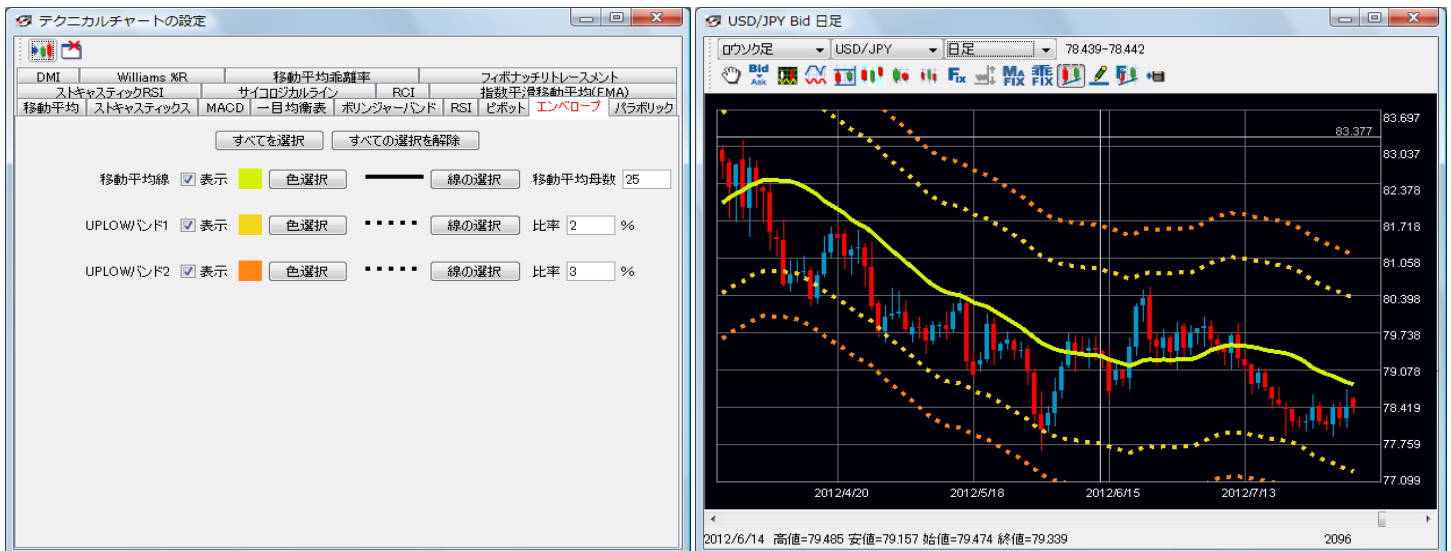 テクニカルチャートの設定
DMI Williams %R 移動平均乖離率 フィボナッチリトレースメント
ストキャスティックRSI サイコロジカルライン RCI 指数平滑移動平均(EMA)
移動平均 ストキャスティックス MACD 一目均衡表 ボリンジャーバンド RSI ピボット エンベロープ パラボリック
すべてを選択 すべての選択を解除
移動平均線 表示 色選択 線の選択 移動平均母数 25
UPLOWバンド1 表示 色選択 線の選択 比率 2 %
UPLOWバンド2 表示 色選択 線の選択 比率 3 %
USD/JPY Bid 日足
ロウソク足 USD/JPY 日足 78.439-78.442
Bid Ask Fix MA FIX 乖離 FIX
83.697
83.377
83.037
82.378
81.718
81.058
80.398
79.738
79.078
78.419
77.759
77.099
2012/4/20 2012/5/18 2012/6/15 2012/7/13
2012/6/14 高値=79.485 安値=79.157 始値=79.474 終値=79.339 2096